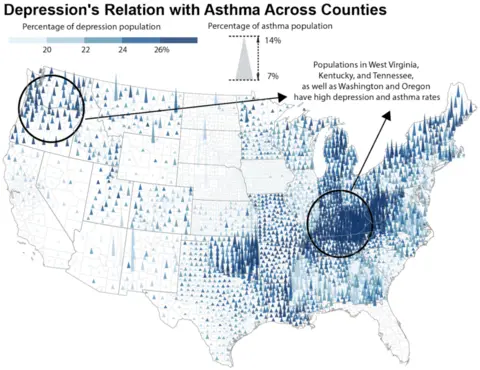 Depression's Relation with Asthma Across Counties
Percentage of depression population
Percentage of asthma population
20 22 24 26%
14%
7%
Populations in West Virginia,
Kentucky, and Tennessee,
as well as Washington and Oregon
have high depression and asthma rates